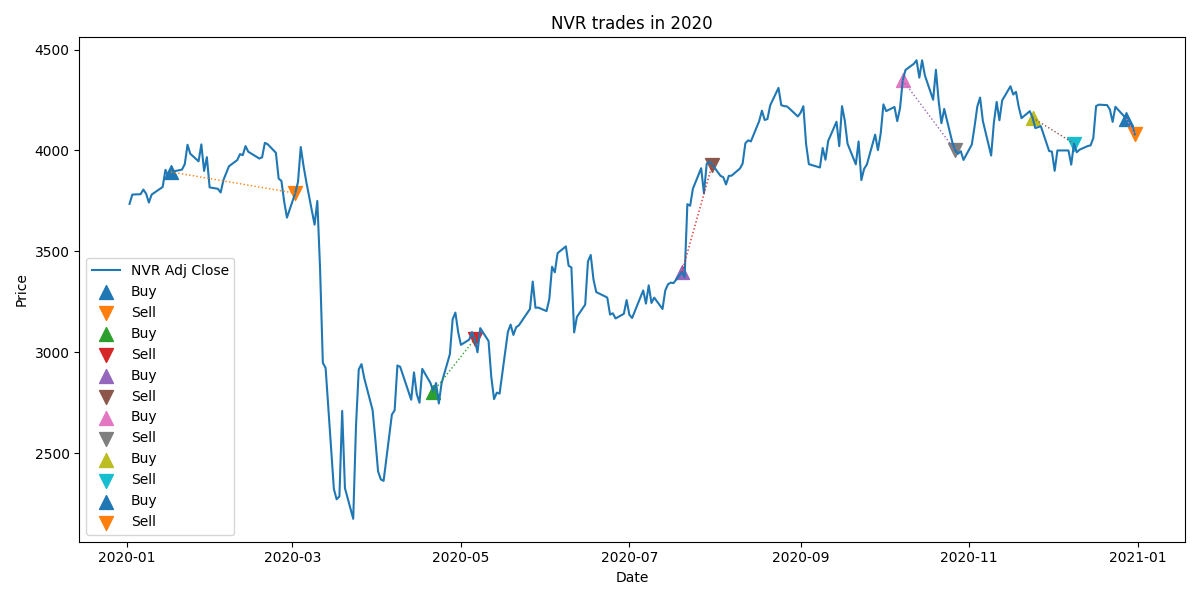 NVR trades in 2020
4500
4000
3500
3000
2500
Price
NVR Adj Close
Buy
Sell
Buy
Sell
Buy
Sell
Buy
Sell
Buy
Sell
Buy
Sell
2020-01
2020-03
2020-05
2020-07
2020-09
2020-11
2021-01
Date